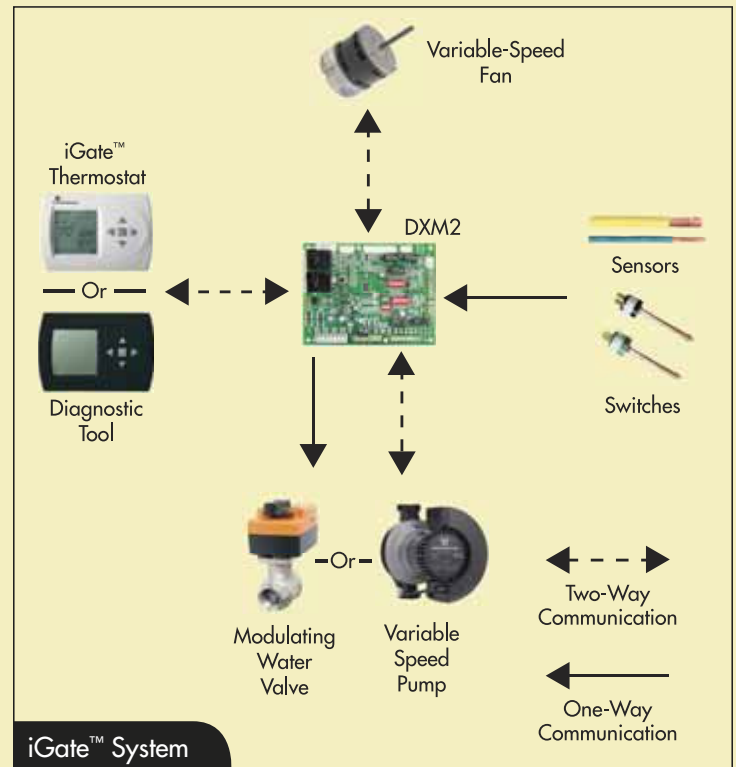 Variable-Speed
Fan
iGate™
Thermostat
Or
Diagnostic
Tool
DXM2
Sensors
Switches
Modulating
Water
Valve
Or
Variable
Speed
Pump
Two-Way
Communication
One-Way
Communication
iGate™ System